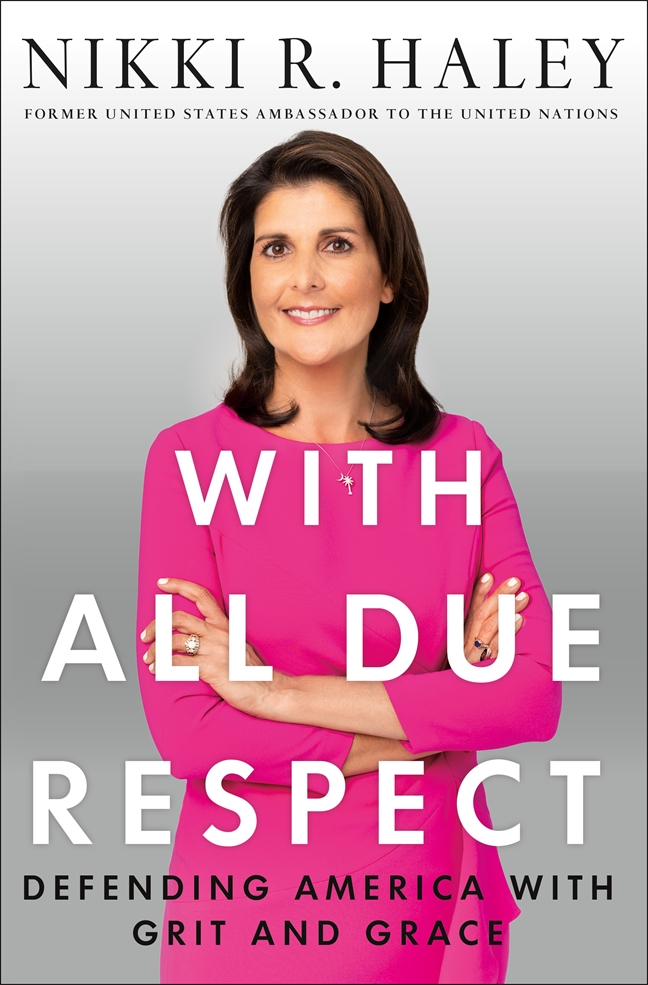 NIKKI R. HALEY
FORMER UNITED STATES AMBASSADOR TO THE UNITED NATIONS
WITH
ALL DUE
RESPECT
DEFENDING AMERICA WITH
GRIT AND GRACE